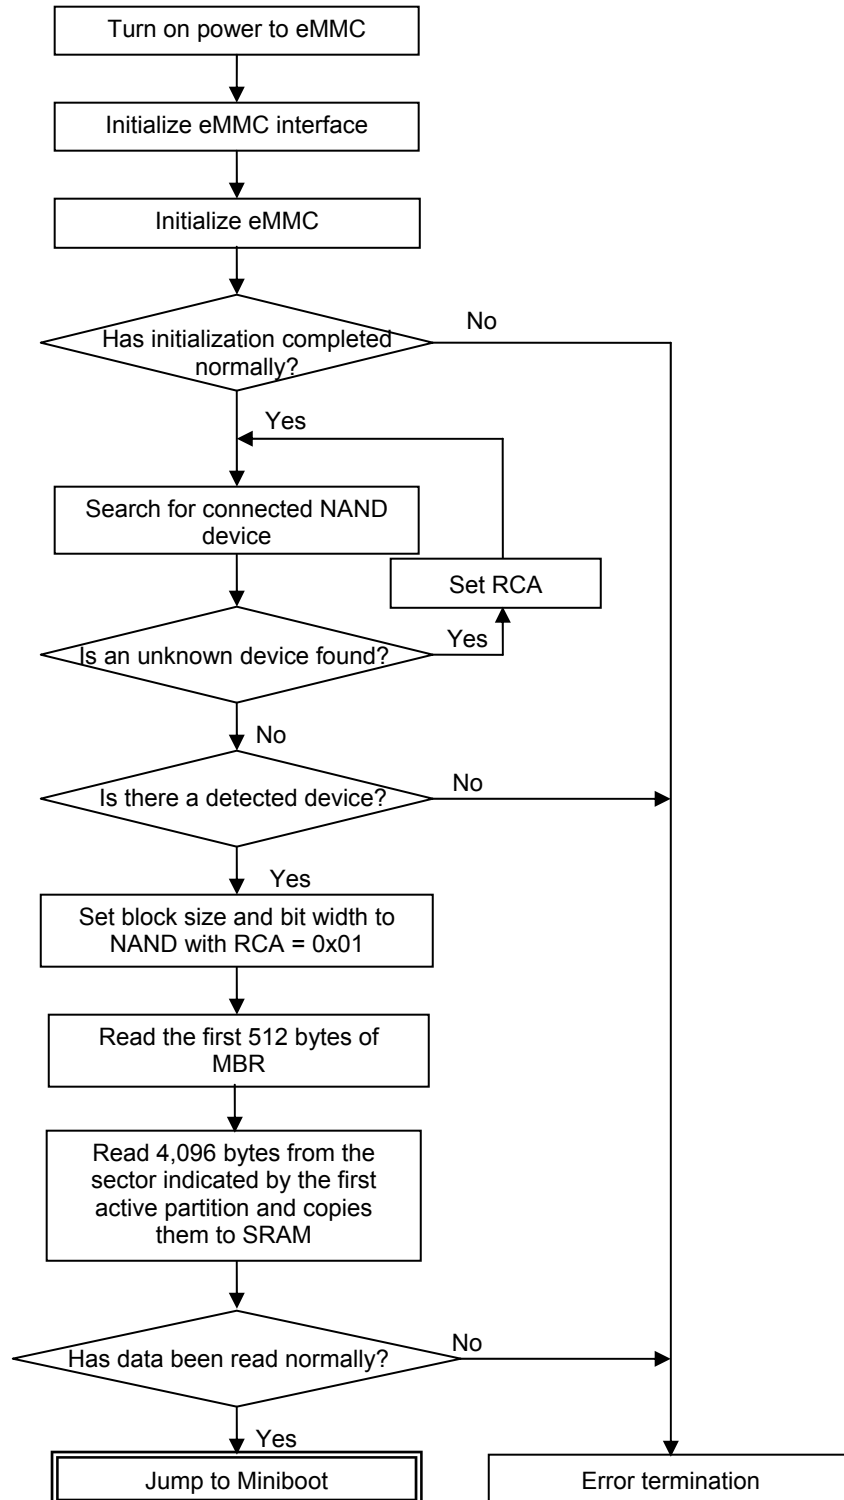 Turn on power to eMMC
Initialize eMMC interface
Initialize eMMC
No
Has initialization completed
normally?
Yes
Search for connected NAND
device
Set RCA
Yes
Is an unknown device found?
No
No
Is there a detected device?
Yes
Set block size and bit width to
NAND with RCA = 0x01
Read the first 512 bytes of
MBR
Read 4,096 bytes from the
sector indicated by the first
active partition and copies
them to SRAM
No
Has data been read normally?
Yes
Jump to Miniboot
Error termination